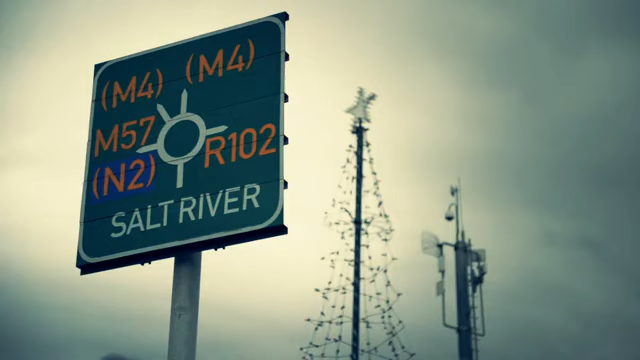 (M4) (M4)
M57
R102
(N2)
SALT RIVER